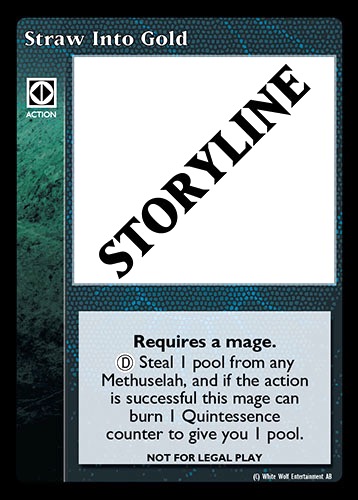 Straw Into Gold
ACTION
STORYLINE
Requires a mage.
Ⓓ Steal 1 pool from any
Methuselah, and if the action
is successful this mage can
burn 1 Quintessence
counter to give you 1 pool.
NOT FOR LEGAL PLAY
(C) White Wolf Entertainment AB